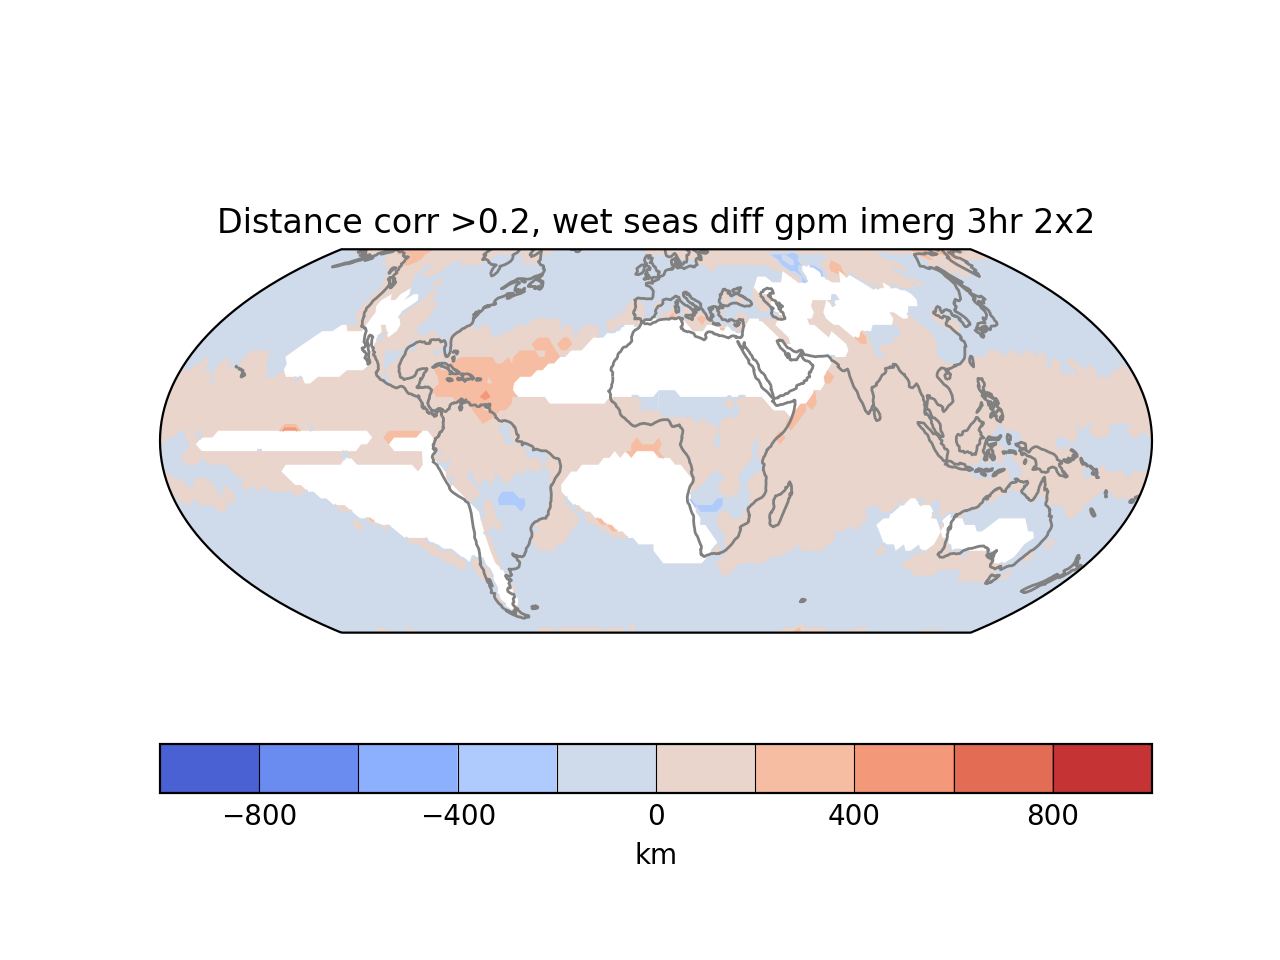 Distance corr >0.2, wet seas diff gpm imerg 3hr 2x2
−800 −400 0 400 800
km